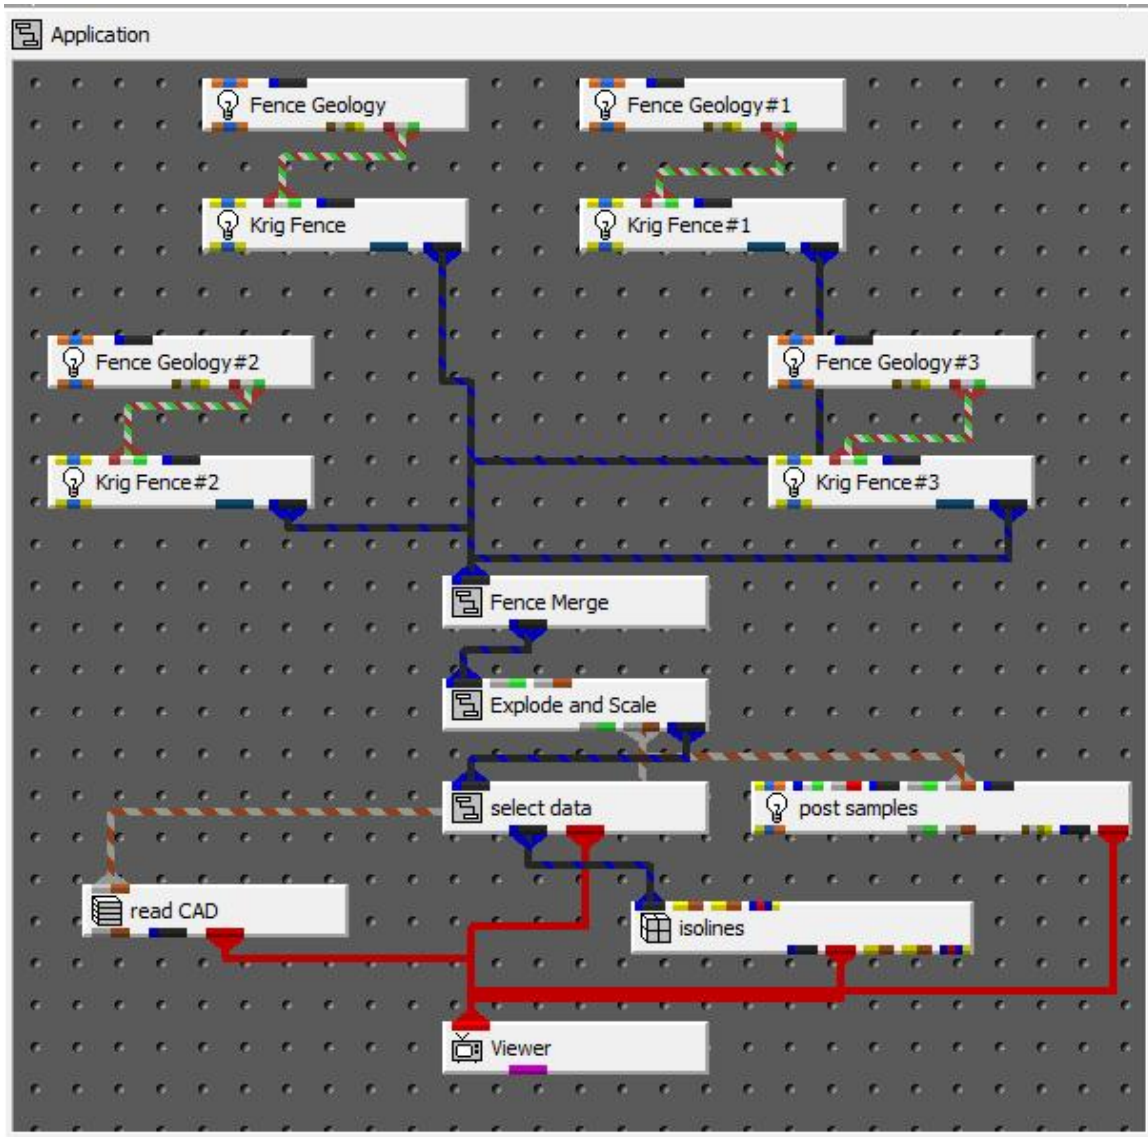 Application
Fence Geology
Fence Geology#1
Krig Fence
Krig Fence#1
Fence Geology#2
Fence Geology#3
Krig Fence#2
Krig Fence#3
Fence Merge
Explode and Scale
select data
post samples
read CAD
isolines
Viewer